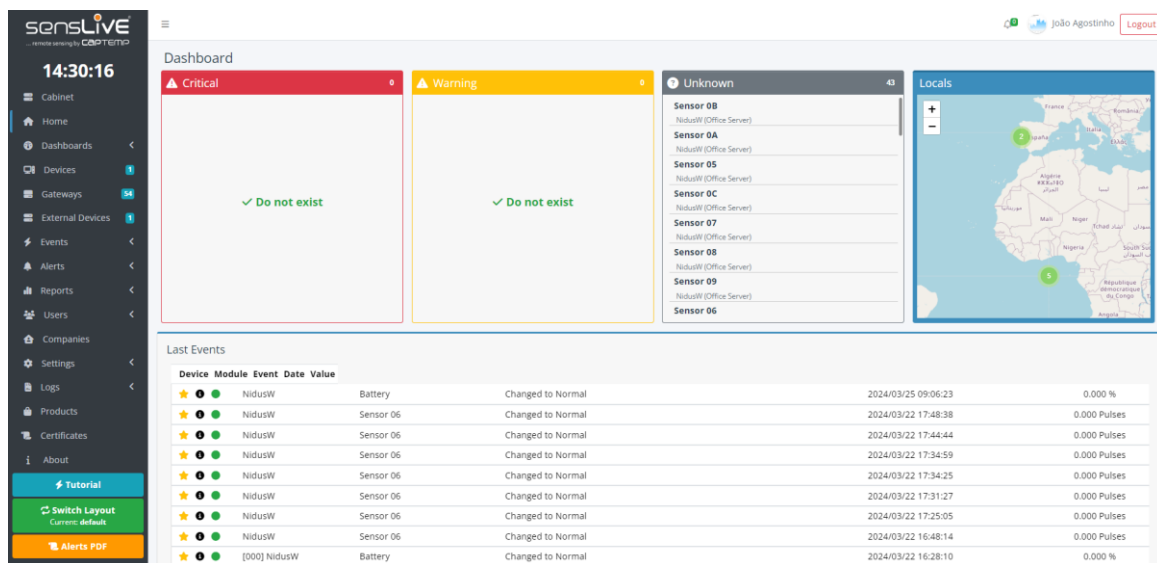 sensLiVE
...remote sensing by CAPTEMP
14:30:16
Cabinet
Home
Dashboards
Devices 1
Gateways 54
External Devices 1
Events
Alerts
Reports
Users
Companies
Settings
Logs
Products
Certificates
About
Tutorial
Switch Layout
Current: default
Alerts PDF
0
João Agostinho
Logout
Dashboard
Critical 0
Do not exist
Warning 0
Do not exist
Unknown 43
Sensor 0B
NidusW (Office Server)
Sensor 0A
NidusW (Office Server)
Sensor 05
NidusW (Office Server)
Sensor 0C
NidusW (Office Server)
Sensor 07
NidusW (Office Server)
Sensor 08
NidusW (Office Server)
Sensor 09
NidusW (Office Server)
Sensor 06
Locals
+
−
France
România
Italia
2
España
Algérie
ليبيا
مصر
Mali
Niger
Tchad تشاد
Nigeria
South Su
5
République
démocratique
du Congo
Angola
Last Events
Device Module Event Date Value
NidusW Battery Changed to Normal 2024/03/25 09:06:23 0.000 %
NidusW Sensor 06 Changed to Normal 2024/03/22 17:48:38 0.000 Pulses
NidusW Sensor 06 Changed to Normal 2024/03/22 17:44:44 0.000 Pulses
NidusW Sensor 06 Changed to Normal 2024/03/22 17:34:59 0.000 Pulses
NidusW Sensor 06 Changed to Normal 2024/03/22 17:34:25 0.000 Pulses
NidusW Sensor 06 Changed to Normal 2024/03/22 17:31:27 0.000 Pulses
NidusW Sensor 06 Changed to Normal 2024/03/22 17:25:05 0.000 Pulses
NidusW Sensor 06 Changed to Normal 2024/03/22 16:48:14 0.000 Pulses
[000] NidusW Battery Changed to Normal 2024/03/22 16:28:10 0.000 %